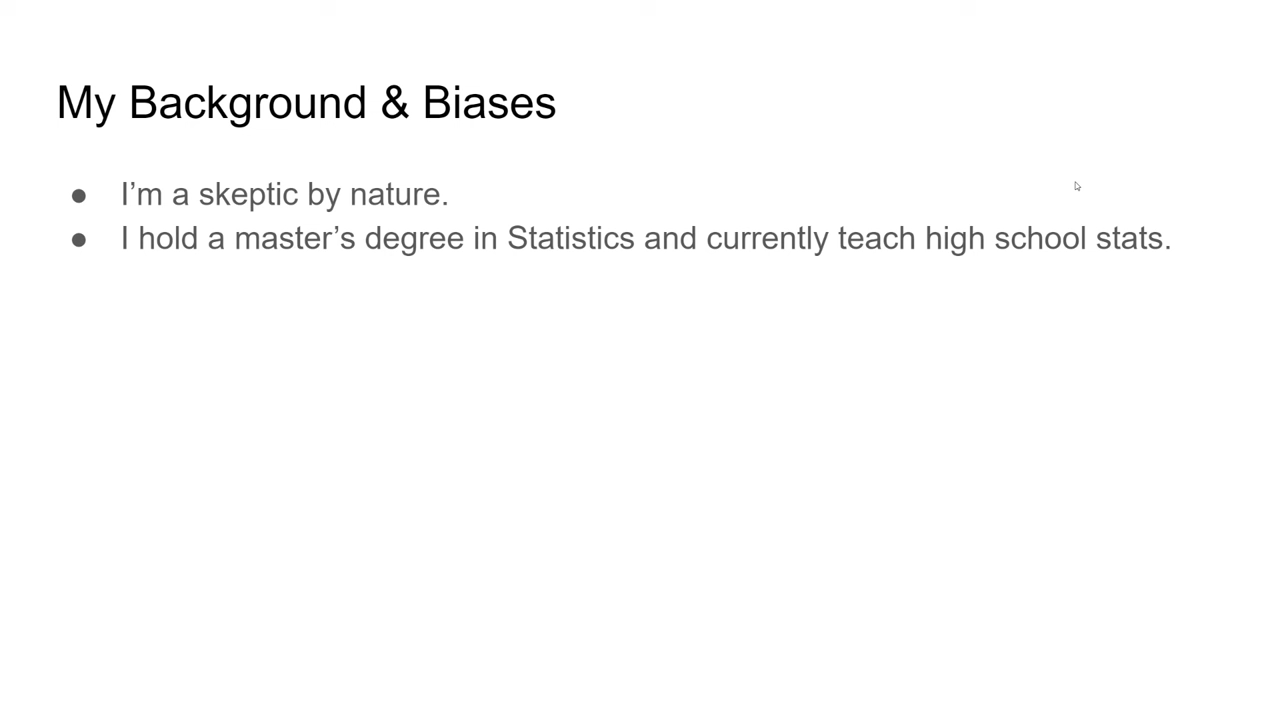 My Background & Biases
● I’m a skeptic by nature.
● I hold a master’s degree in Statistics and currently teach high school stats.